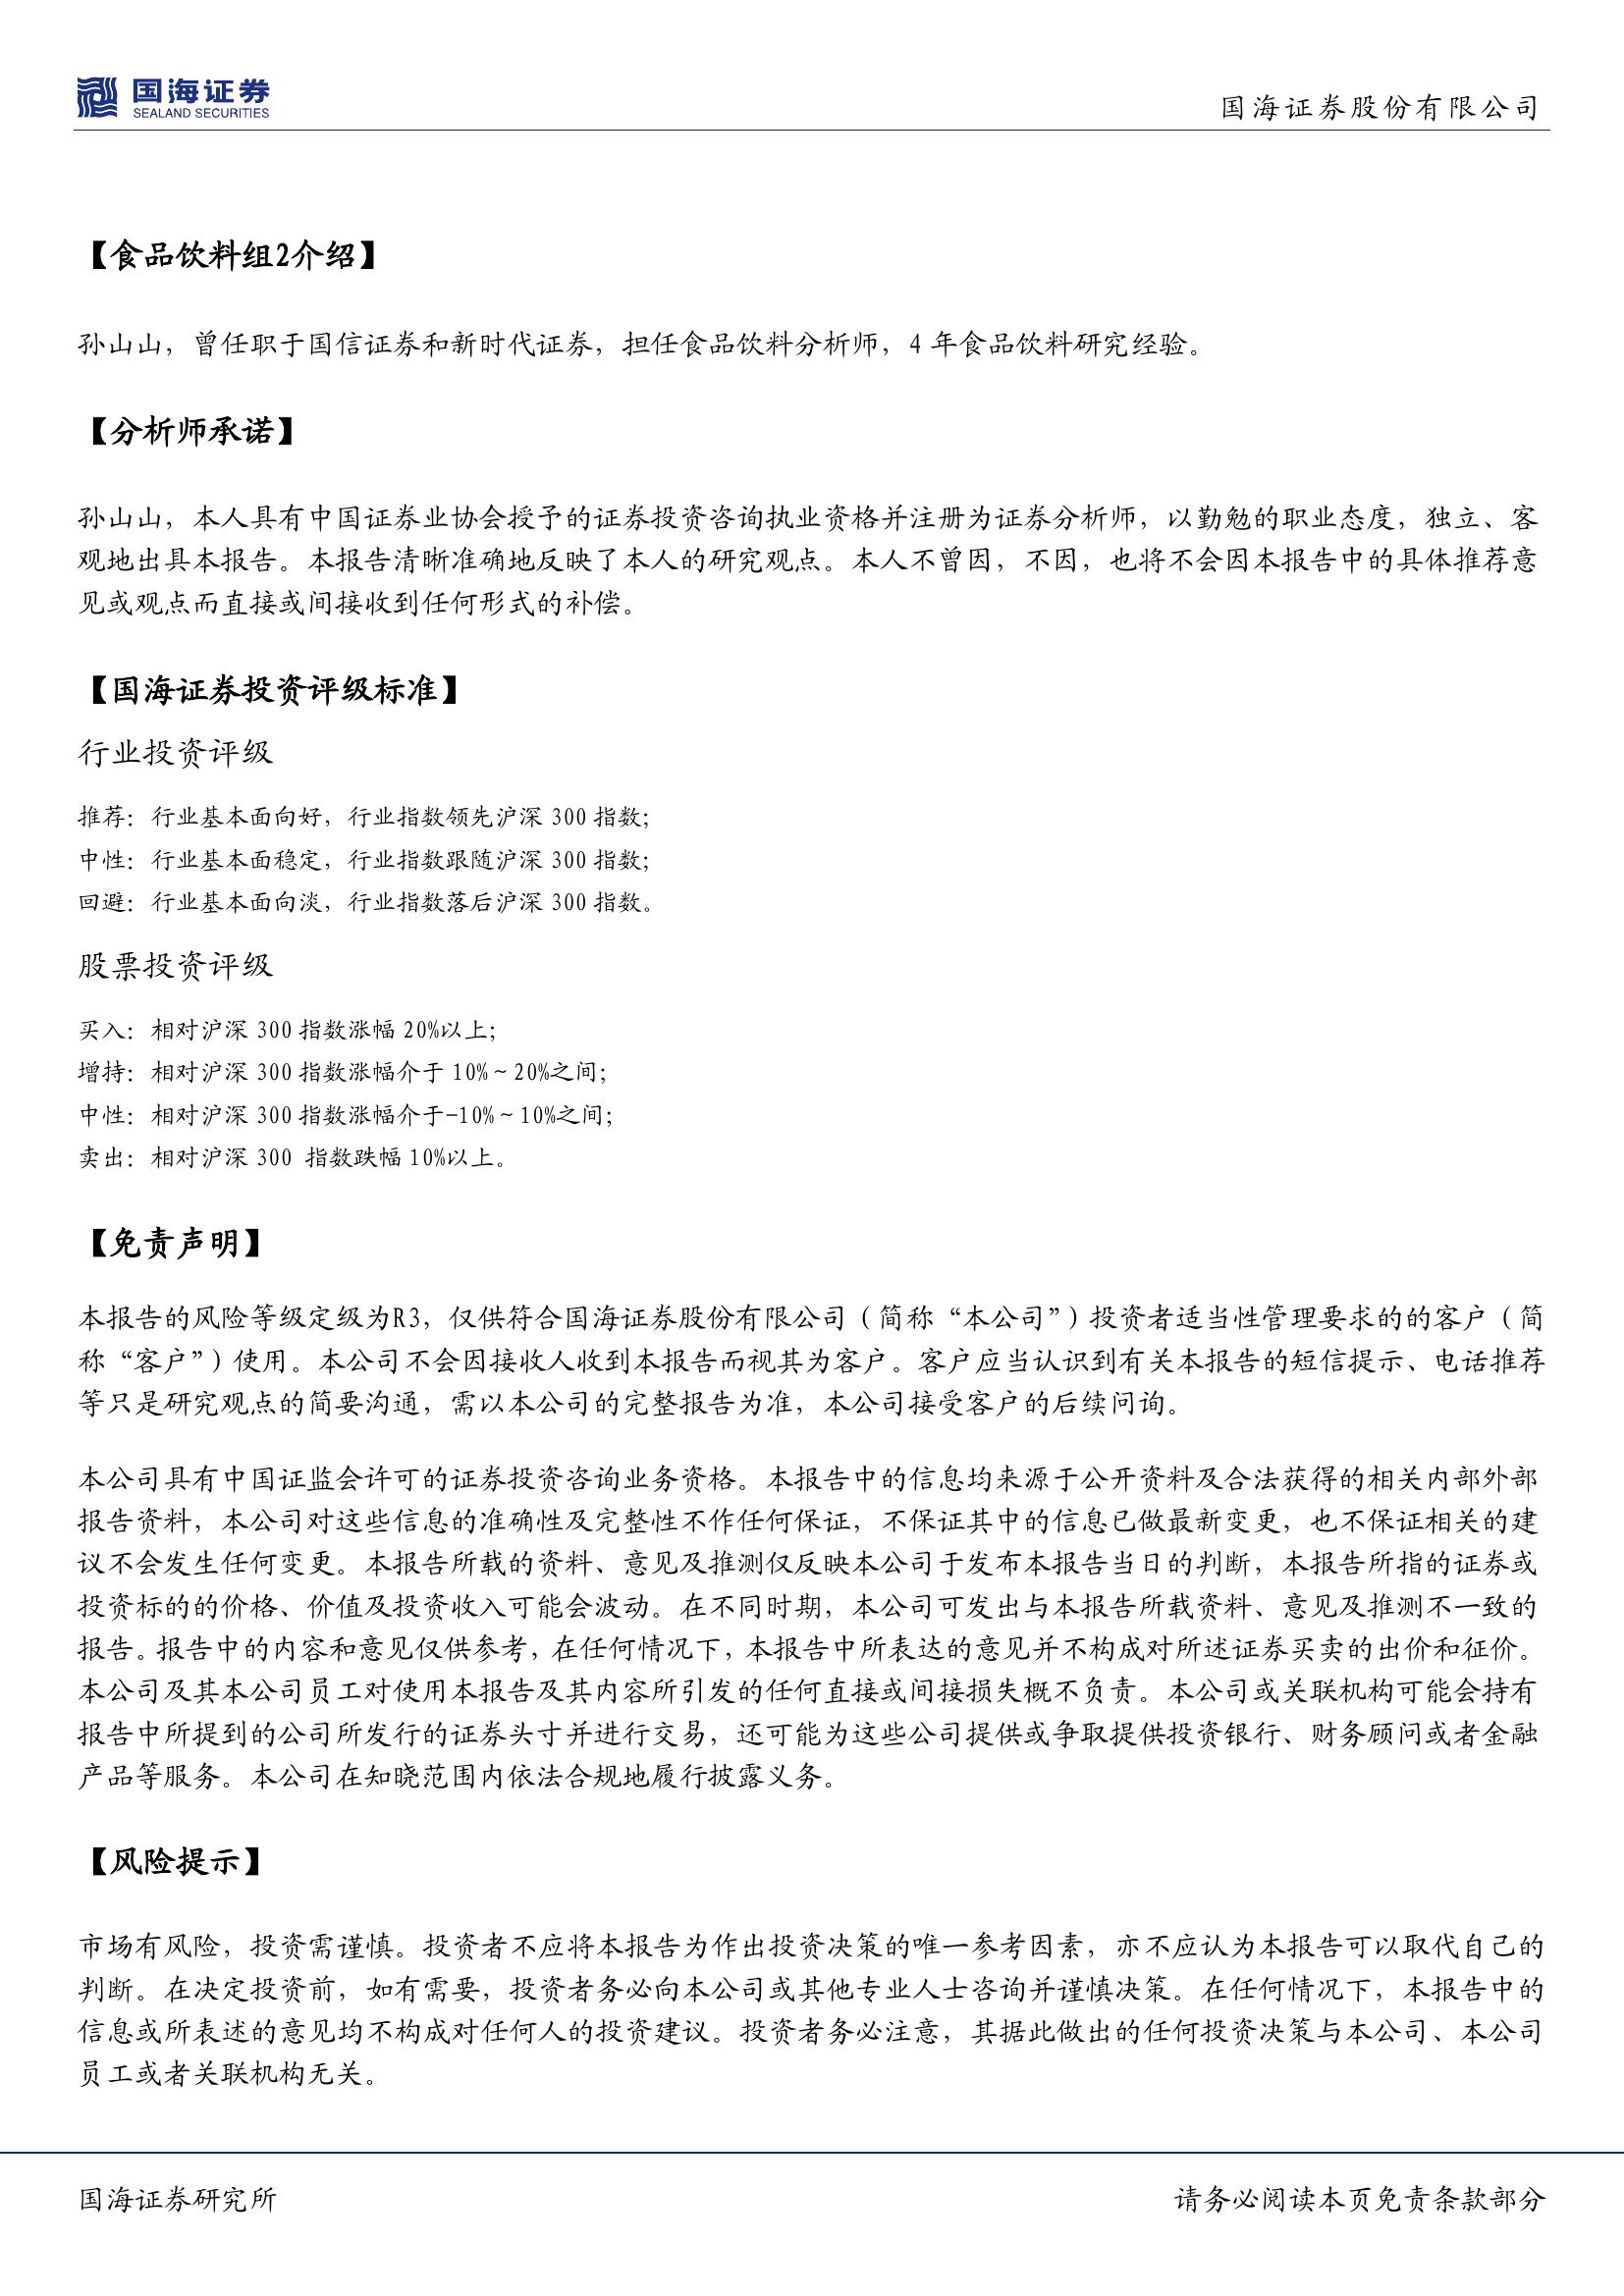 国海证券
SEALAND SECURITIES
国海证券股份有限公司
【食品饮料组2介绍】
孙山山，曾任职于国信证券和新时代证券，担任食品饮料分析师，4 年食品饮料研究经验。
【分析师承诺】
孙山山，本人具有中国证券业协会授予的证券投资咨询执业资格并注册为证券分析师，以勤勉的职业态度，独立、客
观地出具本报告。本报告清晰准确地反映了本人的研究观点。本人不曾因，不因，也将不会因本报告中的具体推荐意
见或观点而直接或间接收到任何形式的补偿。
【国海证券投资评级标准】
行业投资评级
推荐：行业基本面向好，行业指数领先沪深 300 指数；
中性：行业基本面稳定，行业指数跟随沪深 300 指数；
回避：行业基本面向淡，行业指数落后沪深 300 指数。
股票投资评级
买入：相对沪深 300 指数涨幅 20%以上；
增持：相对沪深 300 指数涨幅介于 10%～20%之间；
中性：相对沪深 300 指数涨幅介于-10%～10%之间；
卖出：相对沪深 300 指数跌幅 10%以上。
【免责声明】
本报告的风险等级定级为R3，仅供符合国海证券股份有限公司（简称“本公司”）投资者适当性管理要求的的客户（简
称“客户”）使用。本公司不会因接收人收到本报告而视其为客户。客户应当认识到有关本报告的短信提示、电话推荐
等只是研究观点的简要沟通，需以本公司的完整报告为准，本公司接受客户的后续问询。
本公司具有中国证监会许可的证券投资咨询业务资格。本报告中的信息均来源于公开资料及合法获得的相关内部外部
报告资料，本公司对这些信息的准确性及完整性不作任何保证，不保证其中的信息已做最新变更，也不保证相关的建
议不会发生任何变更。本报告所载的资料、意见及推测仅反映本公司于发布本报告当日的判断，本报告所指的证券或
投资标的的价格、价值及投资收入可能会波动。在不同时期，本公司可发出与本报告所载资料、意见及推测不一致的
报告。报告中的内容和意见仅供参考，在任何情况下，本报告中所表达的意见并不构成对所述证券买卖的出价和征价。
本公司及其本公司员工对使用本报告及其内容所引发的任何直接或间接损失概不负责。本公司或关联机构可能会持有
报告中所提到的公司所发行的证券头寸并进行交易，还可能为这些公司提供或争取提供投资银行、财务顾问或者金融
产品等服务。本公司在知晓范围内依法合规地履行披露义务。
【风险提示】
市场有风险，投资需谨慎。投资者不应将本报告为作出投资决策的唯一参考因素，亦不应认为本报告可以取代自己的
判断。在决定投资前，如有需要，投资者务必向本公司或其他专业人士咨询并谨慎决策。在任何情况下，本报告中的
信息或所表述的意见均不构成对任何人的投资建议。投资者务必注意，其据此做出的任何投资决策与本公司、本公司
员工或者关联机构无关。
国海证券研究所
请务必阅读本页免责条款部分